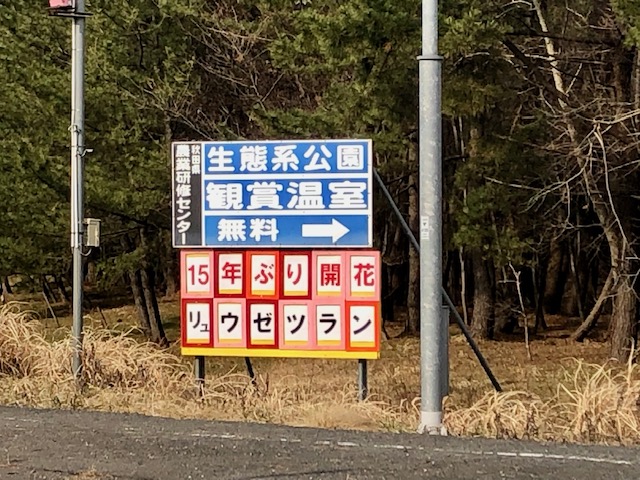 秋田県
農業研修センター
生態系公園
観賞温室
無料 →
15年ぶり開花
リュウゼツラン